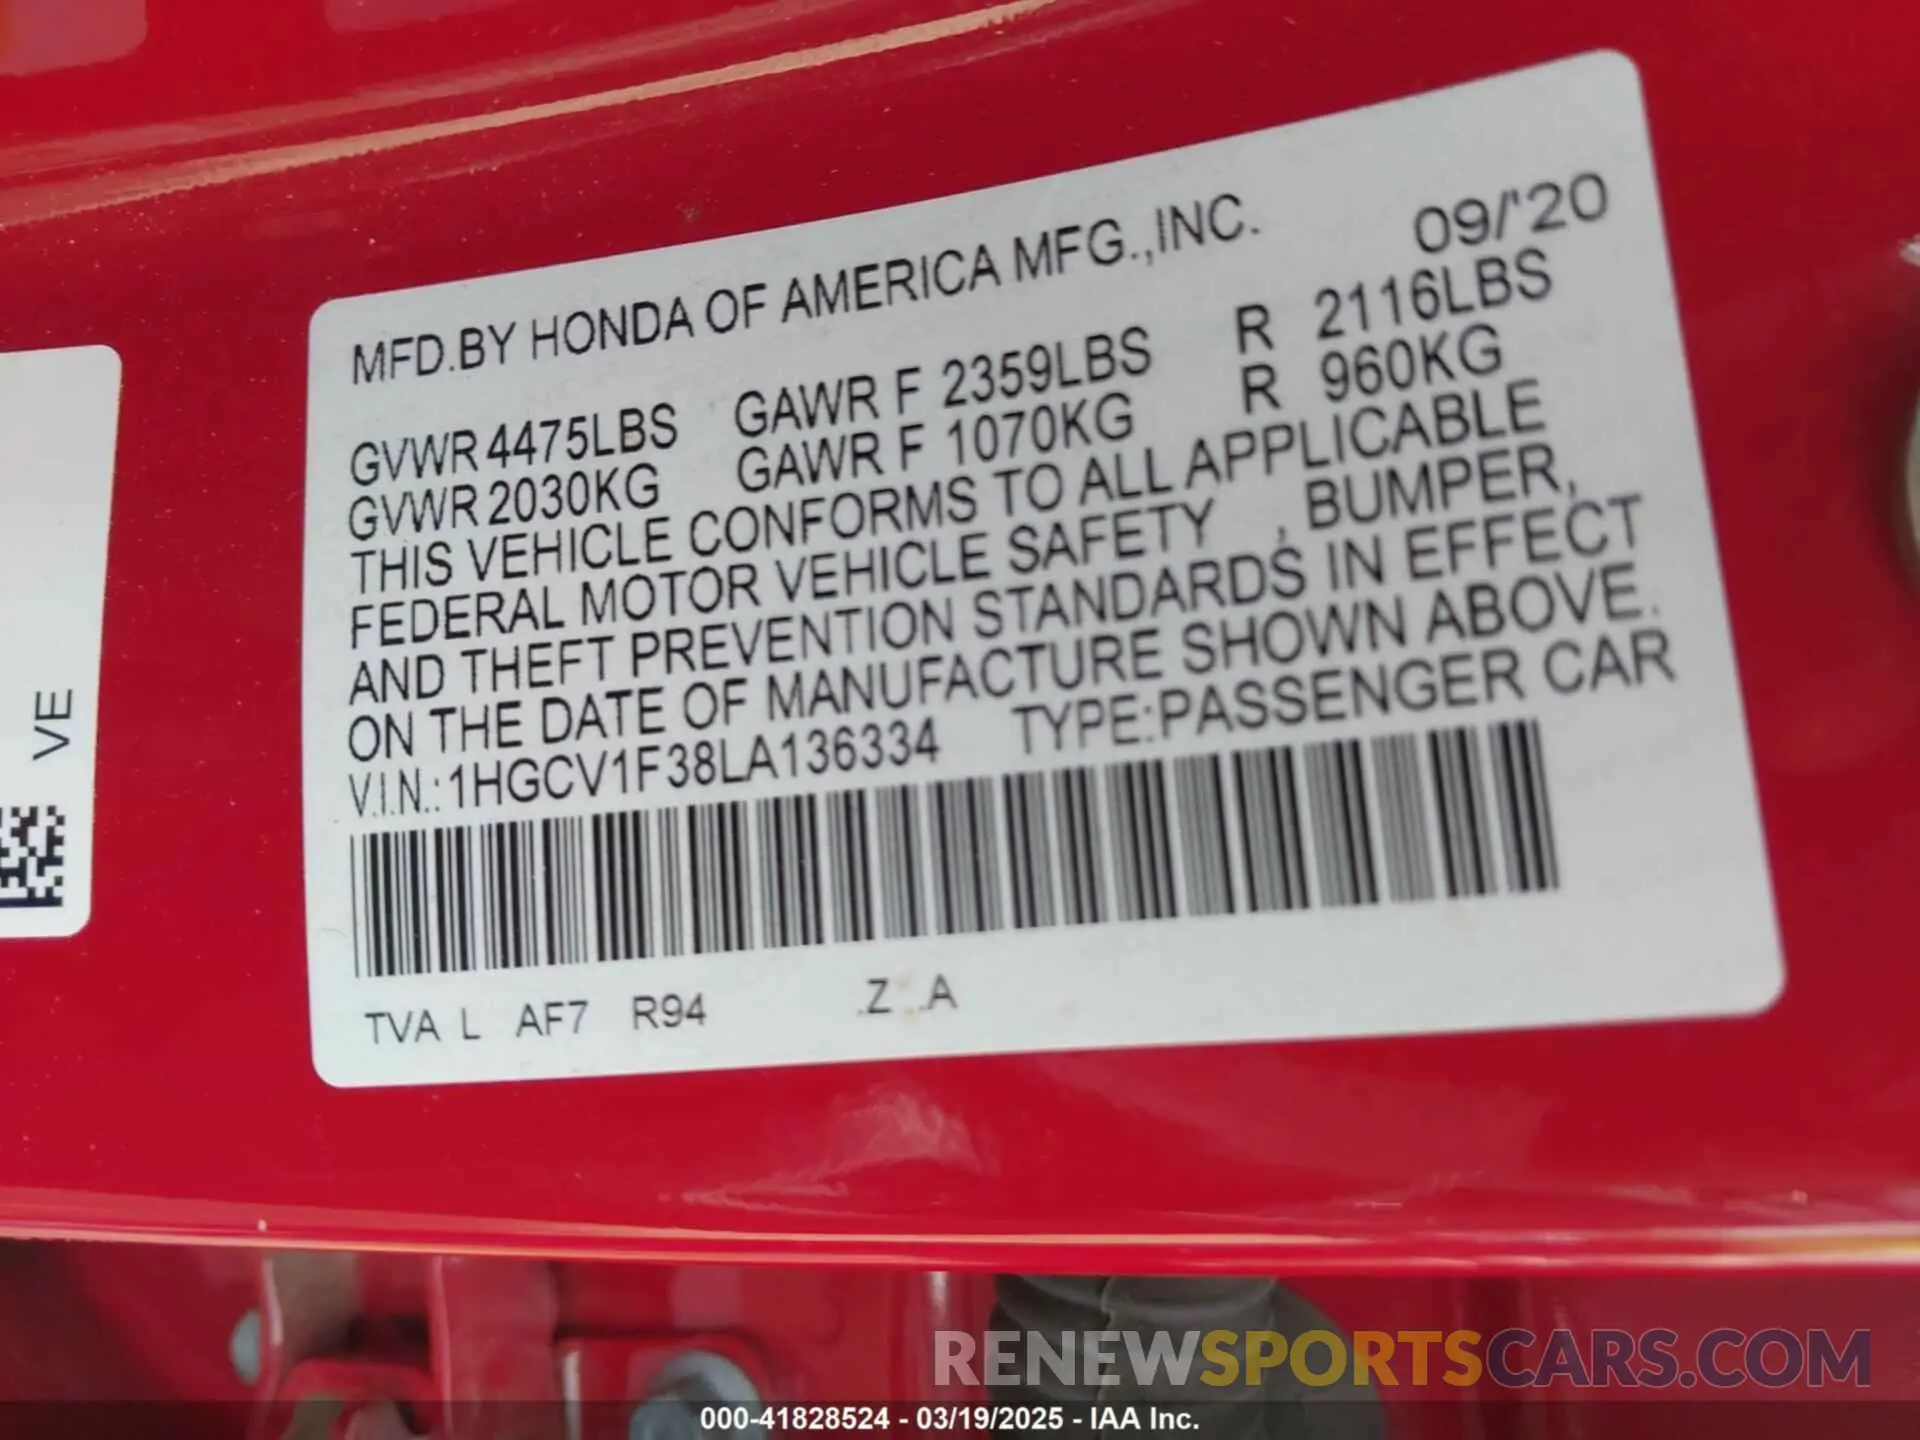 MFD.BY HONDA OF AMERICA MFG.,INC. 09/'20
GVWR 4475LBS GAWR F 2359LBS R 2116LBS
GVWR 2030KG GAWR F 1070KG R 960KG
THIS VEHICLE CONFORMS TO ALL APPLICABLE
FEDERAL MOTOR VEHICLE SAFETY , BUMPER,
AND THEFT PREVENTION STANDARDS IN EFFECT
ON THE DATE OF MANUFACTURE SHOWN ABOVE.
V.I.N.:1HGCV1F38LA136334 TYPE:PASSENGER CAR
TVA L AF7 R94 .Z .A
VE
RENEWSPORTSCARS.COM
000-41828524 - 03/19/2025 - IAA Inc.